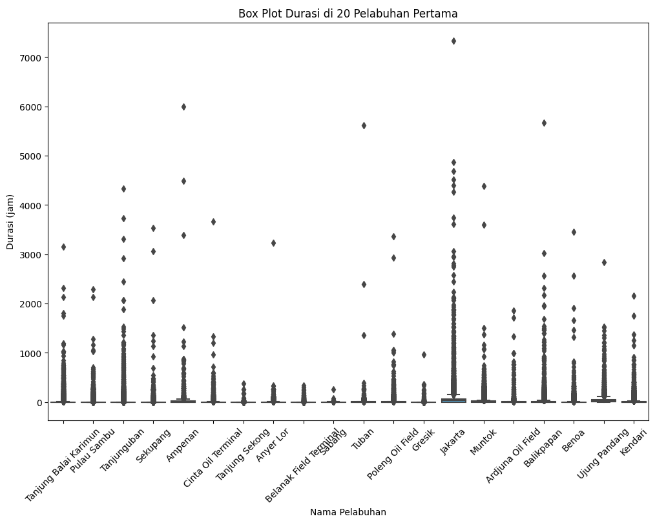 Box Plot Durasi di 20 Pelabuhan Pertama
7000
6000
5000
4000
3000
2000
1000
0
Durasi (jam)
Tanjung Balai Karimun
Pulau Sambu
Tanjunguban
Sekupang
Ampenan
Cinta Oil Terminal
Tanjung Sekong
Anyer Lor
Belanak Field Terminal
Sabang
Tuban
Poleng Oil Field
Gresik
Jakarta
Muntok
Ardjuna Oil Field
Balikpapan
Benoa
Ujung Pandang
Kendari
Nama Pelabuhan